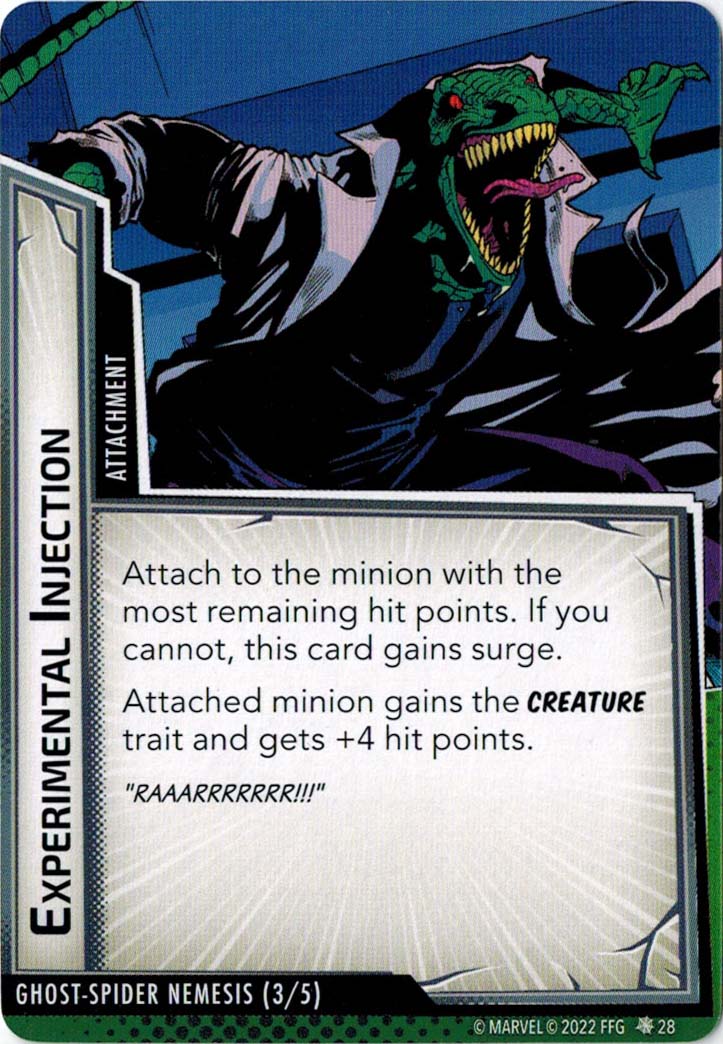 EXPERIMENTAL INJECTION
ATTACHMENT
Attach to the minion with the
most remaining hit points. If you
cannot, this card gains surge.
Attached minion gains the CREATURE
trait and gets +4 hit points.
"RAAARRRRRRR!!!"
GHOST-SPIDER NEMESIS (3/5)
© MARVEL © 2022 FFG 28